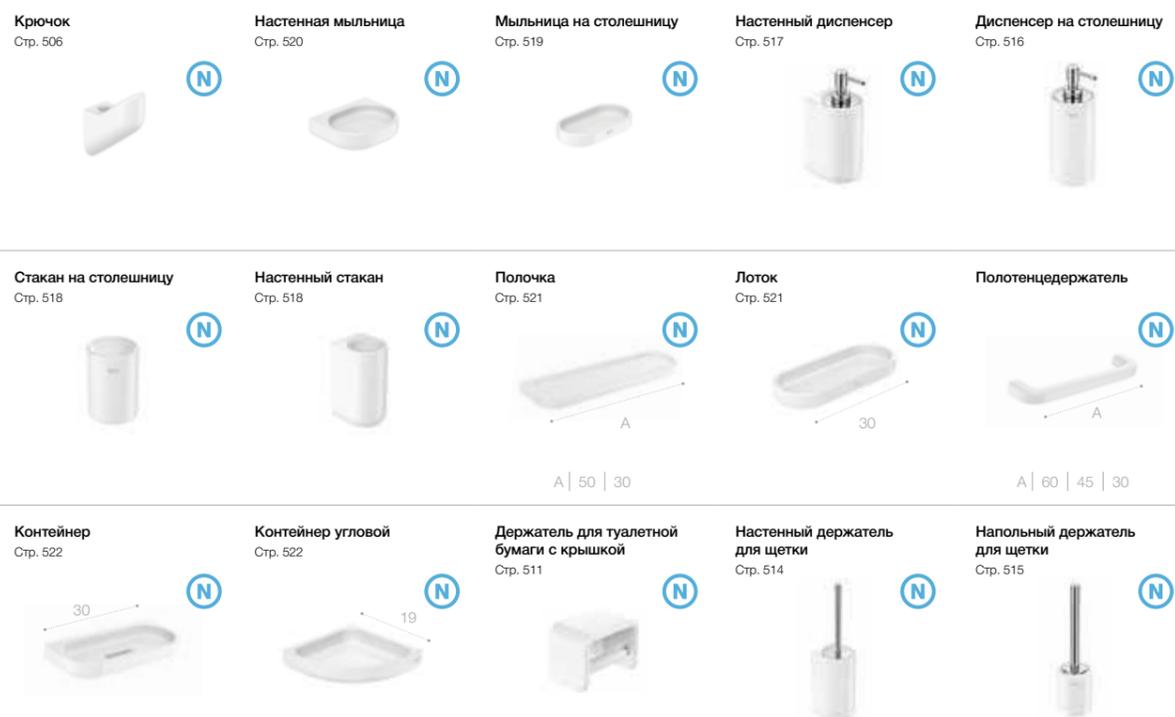 Крючок
Стр. 506
N
Настенная мыльница
Стр. 520
N
Мыльница на столешницу
Стр. 519
N
Настенный диспенсер
Стр. 517
N
Диспенсер на столешницу
Стр. 516
N
Стакан на столешницу
Стр. 518
N
Настенный стакан
Стр. 518
N
Полочка
Стр. 521
N
A
A | 50 | 30
Лоток
Стр. 521
N
30
Полотенцедержатель
N
A
A | 60 | 45 | 30
Контейнер
Стр. 522
N
30
Контейнер угловой
Стр. 522
N
19
Держатель для туалетной
бумаги с крышкой
Стр. 511
N
Настенный держатель
для щетки
Стр. 514
N
Напольный держатель
для щетки
Стр. 515
N